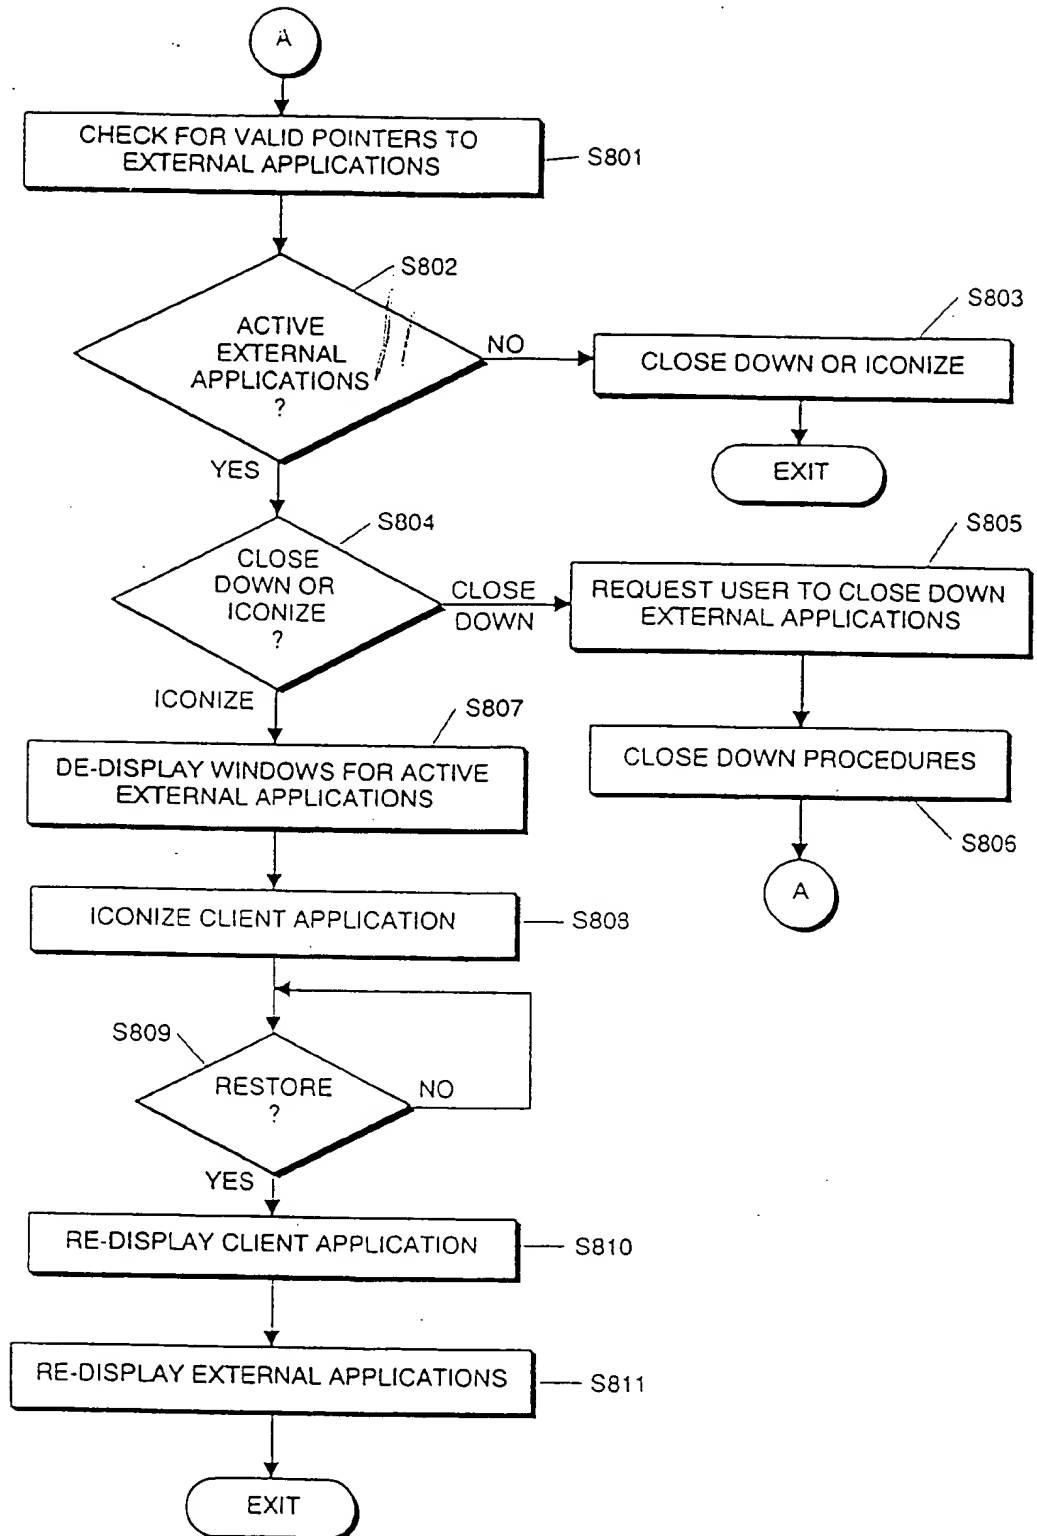 A
CHECK FOR VALID POINTERS TO
EXTERNAL APPLICATIONS
S801
S802
ACTIVE
EXTERNAL
APPLICATIONS
?
NO
S803
CLOSE DOWN OR ICONIZE
EXIT
YES
S804
CLOSE
DOWN OR
ICONIZE
?
CLOSE
DOWN
S805
REQUEST USER TO CLOSE DOWN
EXTERNAL APPLICATIONS
CLOSE DOWN PROCEDURES
S806
A
ICONIZE
S807
DE-DISPLAY WINDOWS FOR ACTIVE
EXTERNAL APPLICATIONS
ICONIZE CLIENT APPLICATION
S808
S809
RESTORE
?
NO
YES
RE-DISPLAY CLIENT APPLICATION
S810
RE-DISPLAY EXTERNAL APPLICATIONS
S811
EXIT